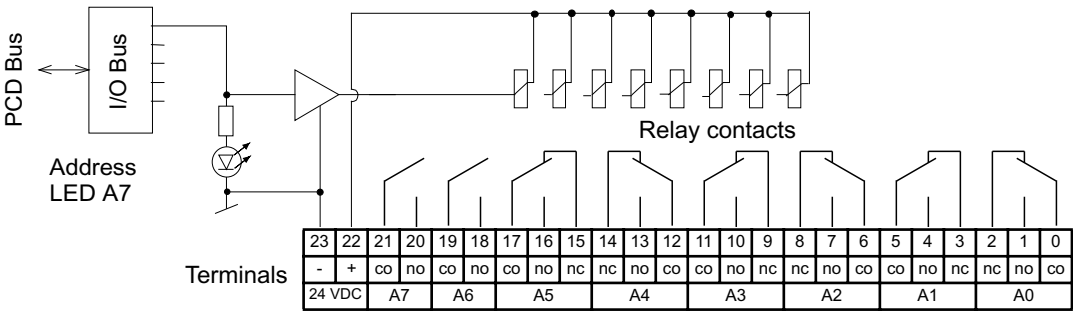 PCD Bus
I/O Bus
Address
LED A7
Relay contacts
Terminals
23 22 21 20 19 18 17 16 15 14 13 12 11 10 9 8 7 6 5 4 3 2 1 0
- + co no co no co no nc nc no co co no nc nc no co co no nc nc no co
24 VDC A7 A6 A5 A4 A3 A2 A1 A0